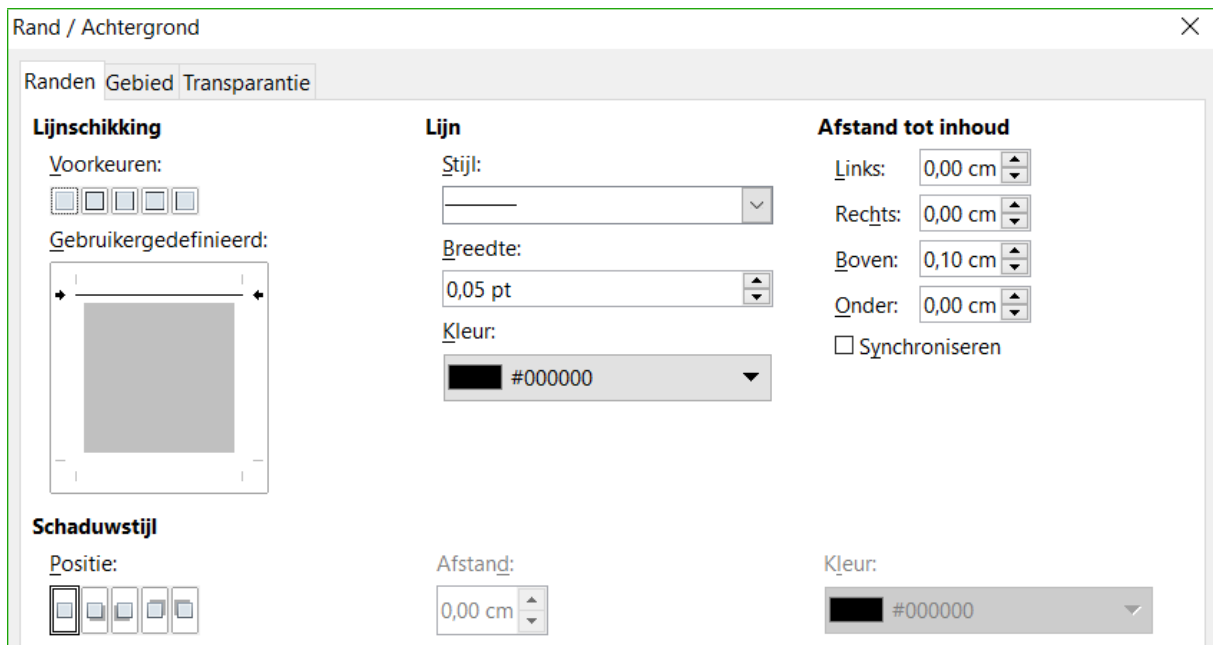 Rand / Achtergrond
Randen Gebied Transparantie
Lijnschikking
Voorkeuren:
Gebruikergedefinieerd:
Lijn
Stijl:
Breedte:
0,05 pt
Kleur:
#000000
Afstand tot inhoud
Links: 0,00 cm
Rechts: 0,00 cm
Boven: 0,10 cm
Onder: 0,00 cm
Synchroniseren
Schaduwstijl
Positie:
Afstand:
0,00 cm
Kleur:
#000000